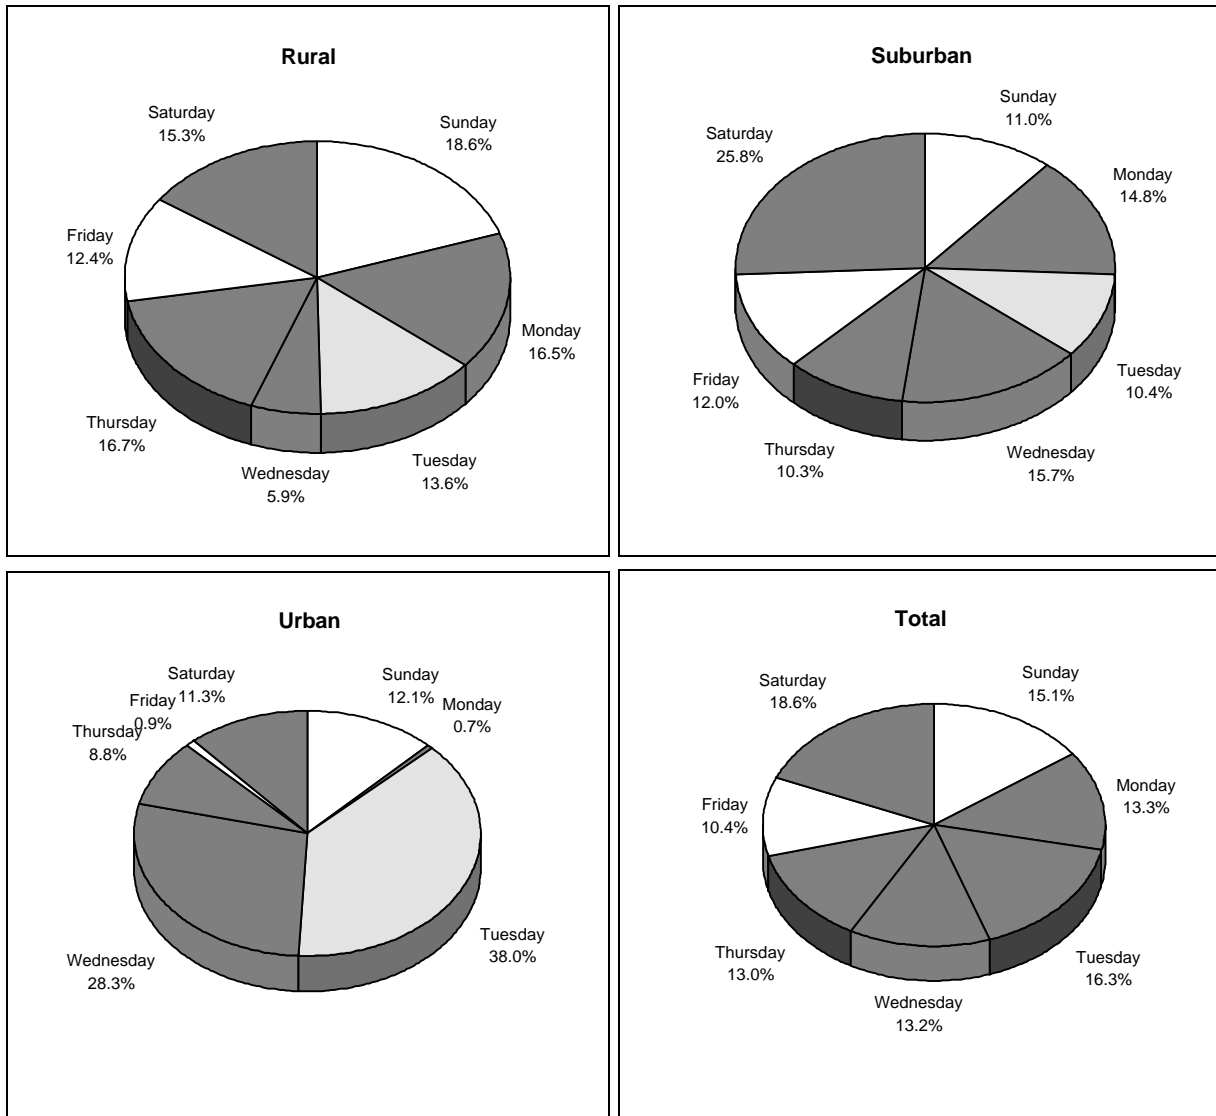 Rural
Saturday
15.3%
Sunday
18.6%
Friday
12.4%
Monday
16.5%
Thursday
16.7%
Wednesday
5.9%
Tuesday
13.6%
Suburban
Sunday
11.0%
Saturday
25.8%
Monday
14.8%
Friday
12.0%
Tuesday
10.4%
Thursday
10.3%
Wednesday
15.7%
Urban
Saturday
11.3%
Sunday
12.1%
Friday
0.9%
Monday
0.7%
Thursday
8.8%
Wednesday
28.3%
Tuesday
38.0%
Total
Saturday
18.6%
Sunday
15.1%
Friday
10.4%
Monday
13.3%
Thursday
13.0%
Tuesday
16.3%
Wednesday
13.2%